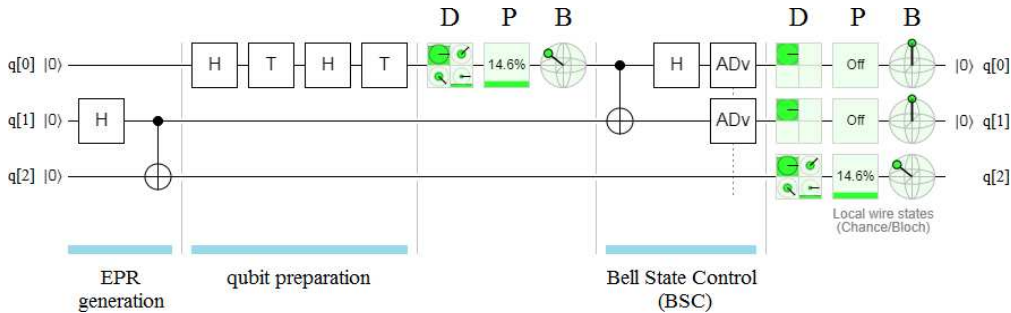 D P B D P B
q[0] |0⟩ H T H T 14.6% H ADv Off |0⟩ q[0]
q[1] |0⟩ H ADv Off |0⟩ q[1]
q[2] |0⟩ 14.6% q[2]
Local wire states
(Chance/Bloch)
EPR
generation
qubit preparation
Bell State Control
(BSC)